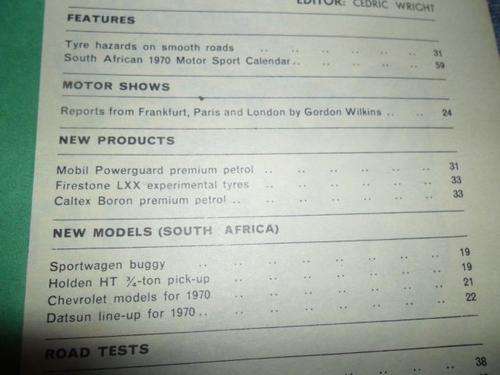 EDITOR: CEDRIC WRIGHT
FEATURES
Tyre hazards on smooth roads .. .. .. .. .. 31
South African 1970 Motor Sport Calendar .. .. .. .. 59
MOTOR SHOWS
Reports from Frankfurt, Paris and London by Gordon Wilkins .. .. 24
NEW PRODUCTS
Mobil Powerguard premium petrol .. .. .. .. .. 31
Firestone LXX experimental tyres .. .. .. .. .. 33
Caltex Boron premium petrol .. .. .. .. .. .. 33
NEW MODELS (SOUTH AFRICA)
Sportwagen buggy .. .. .. .. .. .. .. 19
Holden HT ¾-ton pick-up .. .. .. .. .. .. 19
Chevrolet models for 1970 .. .. .. .. .. .. 21
Datsun line-up for 1970 .. .. .. .. .. .. .. 22
ROAD TESTS
38